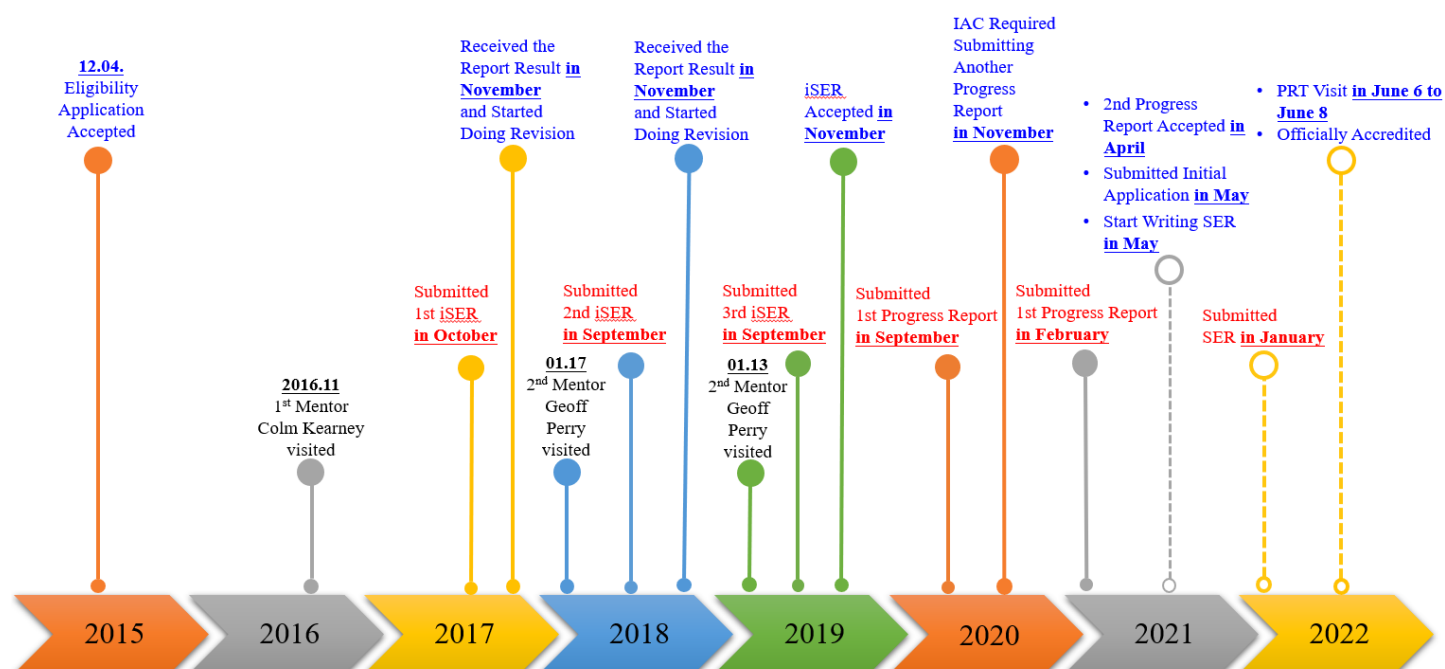 12.04.
Eligibility
Application
Accepted
2016.11
1st Mentor
Colm Kearney
visited
Submitted
1st iSER
in October
Received the
Report Result in
November
and Started
Doing Revision
01.17
2nd Mentor
Geoff
Perry
visited
Submitted
2nd iSER
in September
Received the
Report Result in
November
and Started
Doing Revision
01.13
2nd Mentor
Geoff
Perry
visited
Submitted
3rd iSER
in September
iSER
Accepted in
November
Submitted
1st Progress Report
in September
IAC Required
Submitting
Another
Progress
Report
in November
Submitted
1st Progress Report
in February
• 2nd Progress
Report Accepted in
April
• Submitted Initial
Application in May
• Start Writing SER
in May
Submitted
SER in January
• PRT Visit in June 6 to
June 8
• Officially Accredited
2015
2016
2017
2018
2019
2020
2021
2022